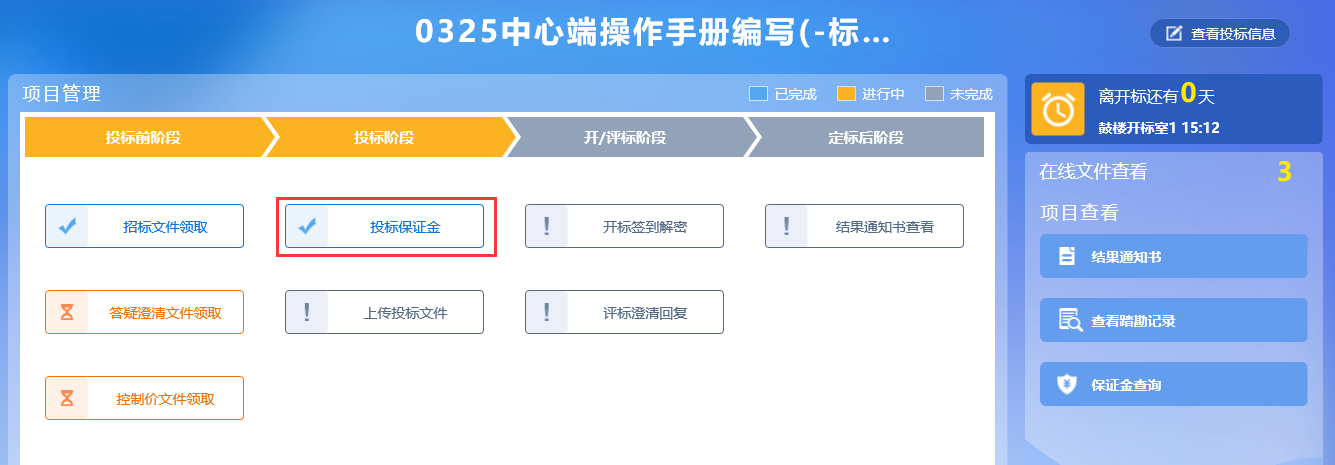 0325中心端操作手册编写(-标...
查看投标信息
项目管理
已完成
进行中
未完成
投标前阶段
投标阶段
开/评标阶段
定标后阶段
招标文件领取
投标保证金
开标签到解密
结果通知书查看
答疑澄清文件领取
上传投标文件
评标澄清回复
控制价文件领取
离开标还有0天
鼓楼开标室1 15:12
在线文件查看
3
项目查看
结果通知书
查看踏勘记录
保证金查询